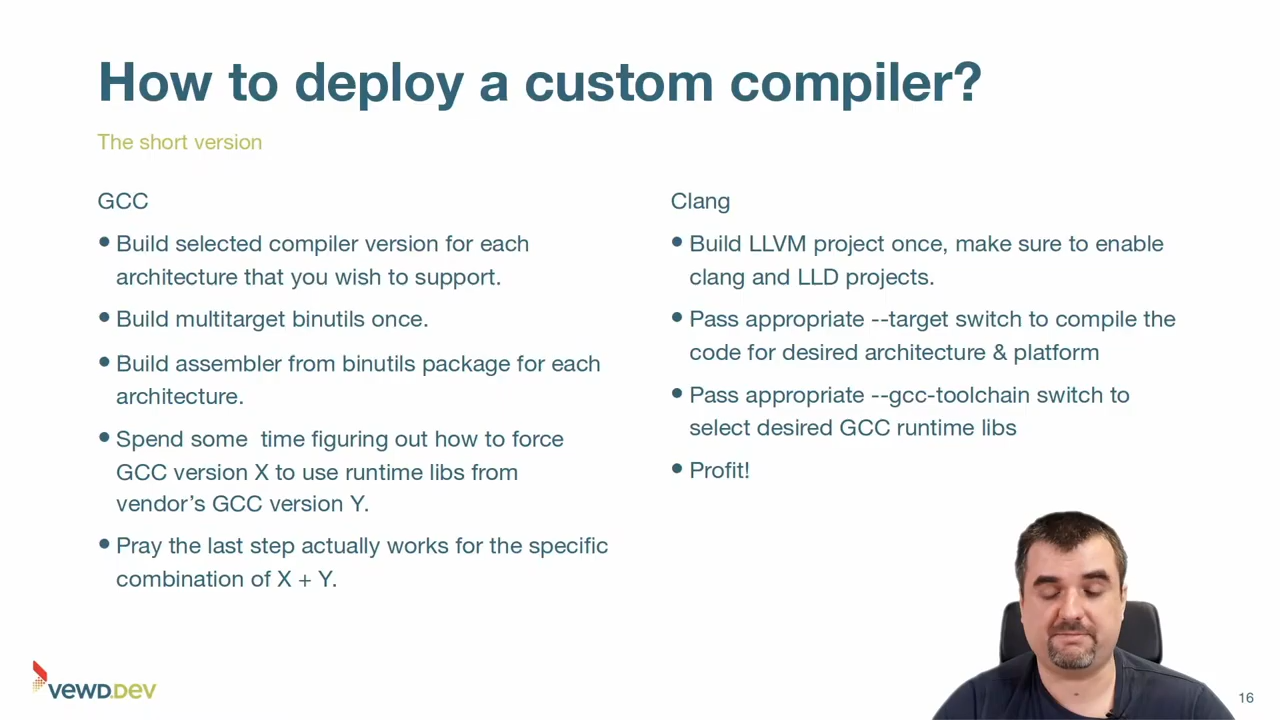 How to deploy a custom compiler?
The short version
GCC
• Build selected compiler version for each
architecture that you wish to support.
• Build multitarget binutils once.
• Build assembler from binutils package for each
architecture.
• Spend some  time figuring out how to force
GCC version X to use runtime libs from
vendor’s GCC version Y.
• Pray the last step actually works for the specific
combination of X + Y.
Clang
• Build LLVM project once, make sure to enable
clang and LLD projects.
• Pass appropriate --target switch to compile the
code for desired architecture & platform
• Pass appropriate --gcc-toolchain switch to
select desired GCC runtime libs
• Profit!
vewd.dev
16